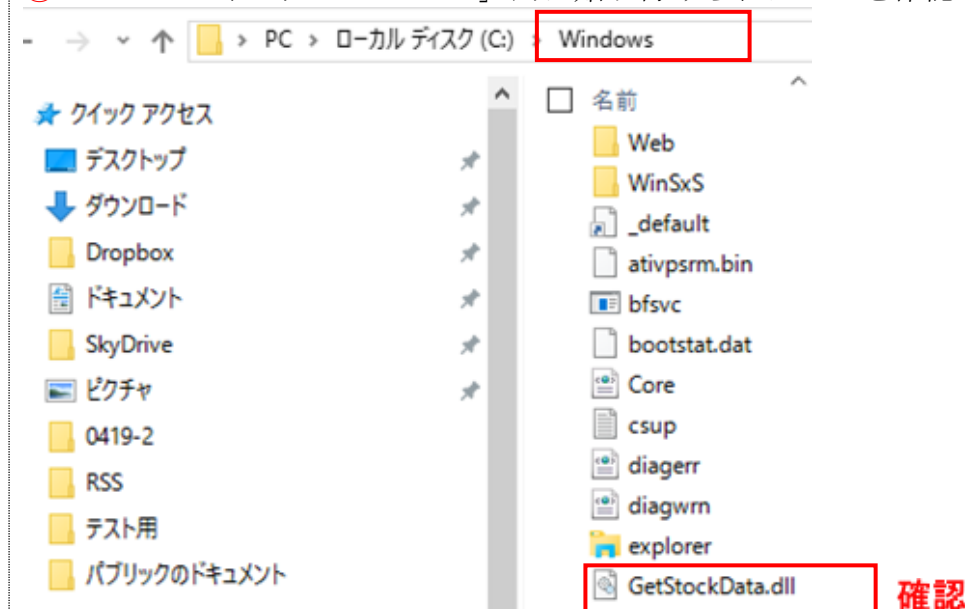 PC > ローカル ディスク (C:) > Windows
クイック アクセス
デスクトップ
ダウンロード
Dropbox
ドキュメント
SkyDrive
ピクチャ
0419-2
RSS
テスト用
パブリックのドキュメント
名前
Web
WinSxS
_default
ativpsrm.bin
bfsvc
bootstat.dat
Core
csup
diagerr
diagwrn
explorer
GetStockData.dll
確認